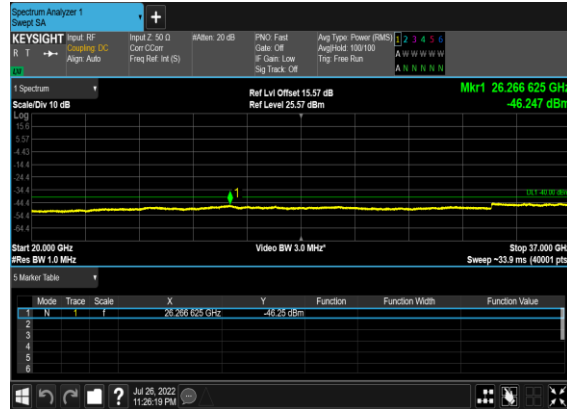 Spectrum Analyzer 1
Swept SA
+
KEYSIGHT
R T
Input: RF
Coupling: DC
Align: Auto
Input Z: 50 Ω
Corr CCorr
Freq Ref: Int (S)
#Atten: 20 dB
PNO: Fast
Gate: Off
IF Gain: Low
Sig Track: Off
Avg Type: Power (RMS)
Avg|Hold: 100/100
Trig: Free Run
1 2 3 4 5 6
A W W W W W
A N N N N N
1 Spectrum
Scale/Div 10 dB
Ref Lvl Offset 15.57 dB
Ref Level 25.57 dBm
Mkr1 26.266 625 GHz
-46.247 dBm
Log
15.6
5.57
-4.43
-14.4
-24.4
-34.4
-44.4
-54.4
-64.4
1
DL1 -40.00 dBm
Start 20.000 GHz
#Res BW 1.0 MHz
Video BW 3.0 MHz*
Stop 37.000 GHz
Sweep ~33.9 ms (40001 pts)
5 Marker Table
Mode Trace Scale X Y Function Function Width Function Value
1 N 1 f 26.266 625 GHz -46.25 dBm
2
3
4
5
6
?
Jul 26, 2022
11:26:19 PM